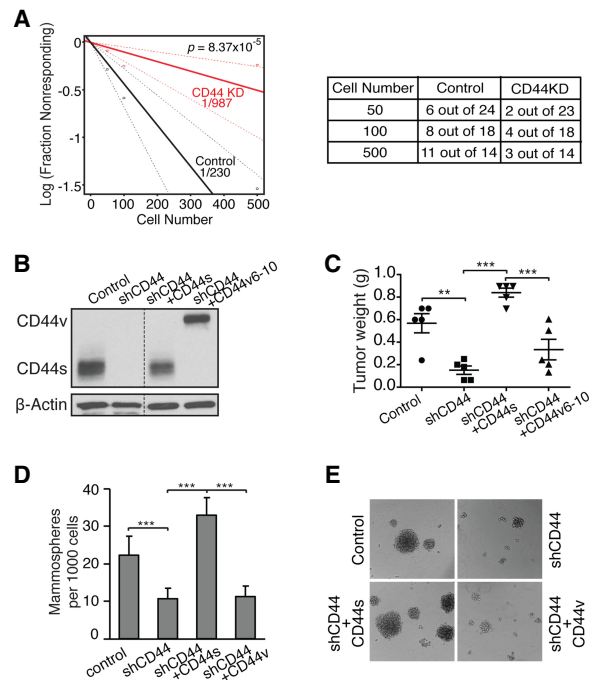 A
Log (Fraction Nonresponding)
0
-0.5
-1
-1.5
p = 8.37x10-5
CD44 KD
1/987
Control
1/230
0 100 200 300 400 500
Cell Number
Cell Number Control CD44KD
50 6 out of 24 2 out of 23
100 8 out of 18 4 out of 18
500 11 out of 14 3 out of 14
B
Control
shCD44
shCD44
+CD44s
shCD44
+CD44v6-10
CD44v
CD44s
β-Actin
C
Tumor weight (g)
1.0
0.8
0.6
0.4
0.2
0.0
**
***
***
Control
shCD44
shCD44
+CD44s
shCD44
+CD44v6-10
D
Mammospheres
per 1000 cells
40
30
20
10
0
***
***
***
control
shCD44
shCD44
+CD44s
shCD44
+CD44v
E
Control
shCD44
shCD44
+
CD44s
shCD44
+
CD44v